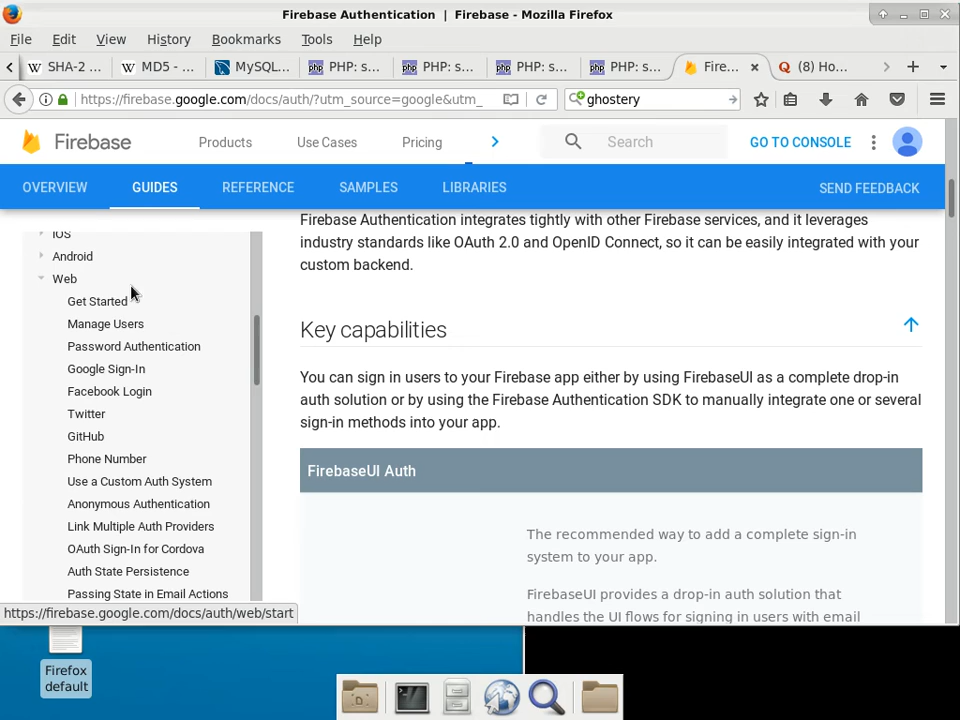 Firebase Authentication | Firebase - Mozilla Firefox
File Edit View History Bookmarks Tools Help
SHA-2 ... MD5 - ... MySQL... PHP: s... PHP: s... PHP: s... PHP: s... Fire... (8) Ho...
https://firebase.google.com/docs/auth/?utm_source=google&utm_ ghostery
Firebase Products Use Cases Pricing Search GO TO CONSOLE
OVERVIEW GUIDES REFERENCE SAMPLES LIBRARIES SEND FEEDBACK
iOS
Android
Web
Get Started
Manage Users
Password Authentication
Google Sign-In
Facebook Login
Twitter
GitHub
Phone Number
Use a Custom Auth System
Anonymous Authentication
Link Multiple Auth Providers
OAuth Sign-In for Cordova
Auth State Persistence
Passing State in Email Actions
Firebase Authentication integrates tightly with other Firebase services, and it leverages
industry standards like OAuth 2.0 and OpenID Connect, so it can be easily integrated with your
custom backend.
Key capabilities
You can sign in users to your Firebase app either by using FirebaseUI as a complete drop-in
auth solution or by using the Firebase Authentication SDK to manually integrate one or several
sign-in methods into your app.
FirebaseUI Auth
The recommended way to add a complete sign-in
system to your app.
FirebaseUI provides a drop-in auth solution that
handles the UI flows for signing in users with email
https://firebase.google.com/docs/auth/web/start
Firefox
default